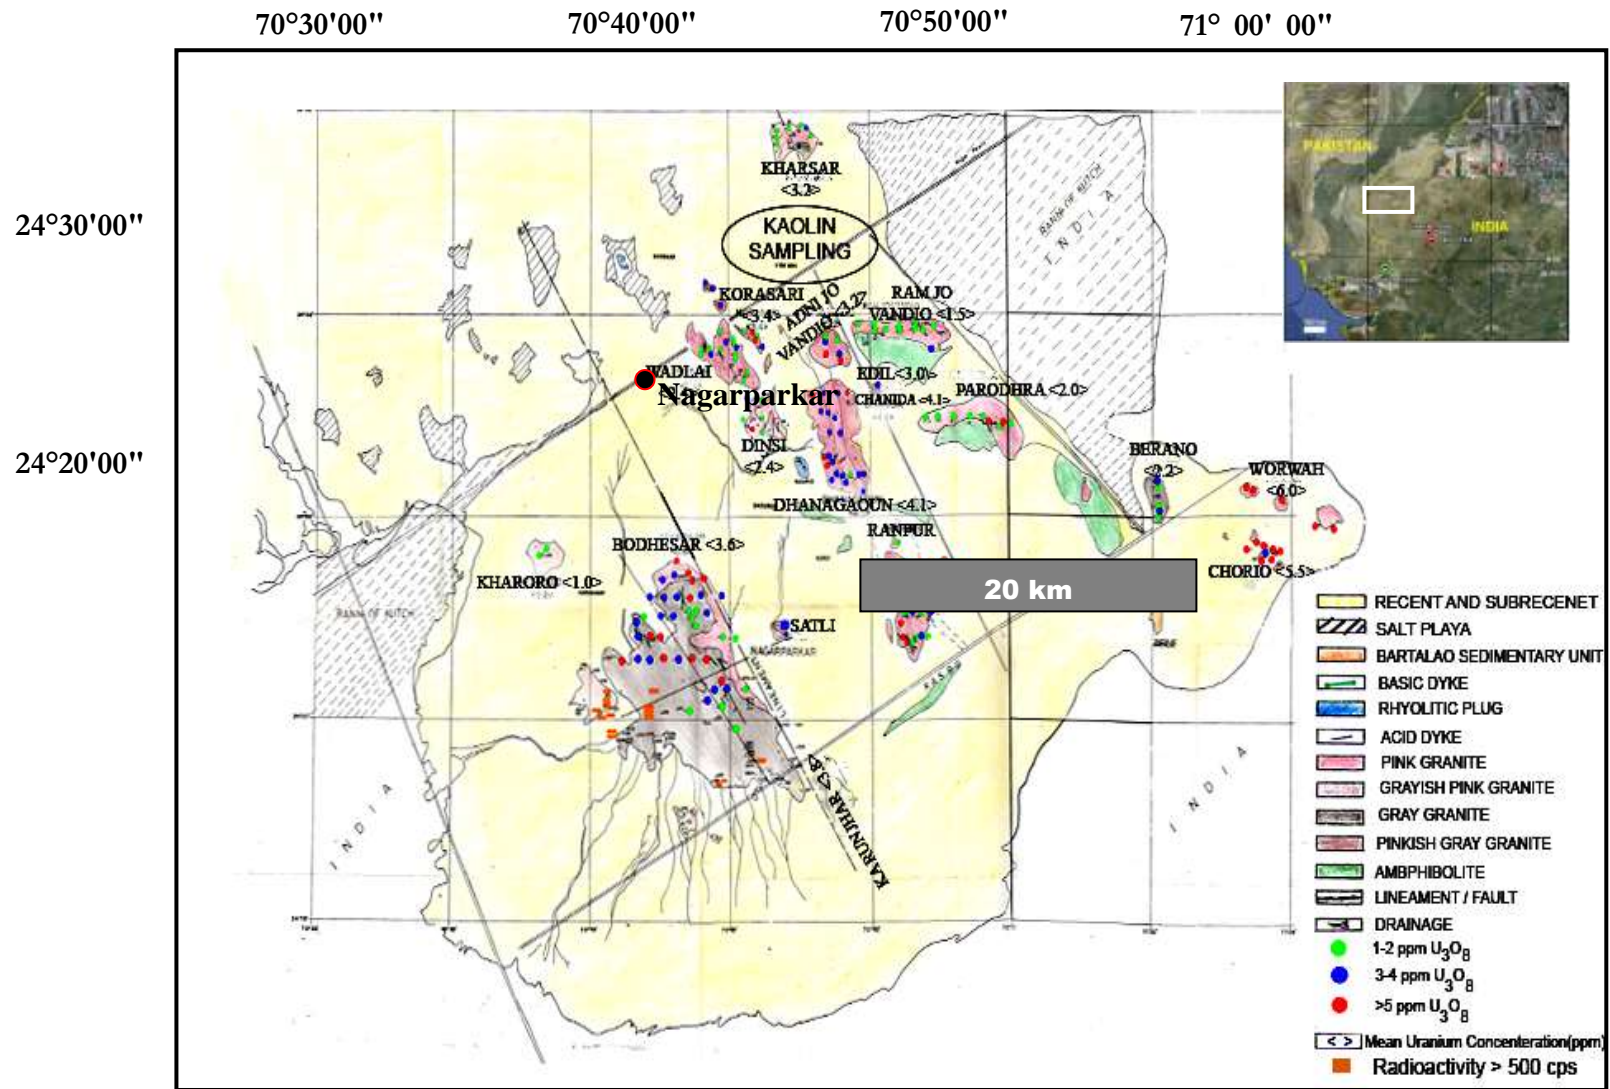 70°30'00"
70°40'00"
70°50'00"
71° 00' 00"
24°30'00"
24°20'00"
KHARSAR
<3.2>
KAOLIN
SAMPLING
RANN OF KUTCH
INDIA
PAKISTAN
INDIA
KORASARI
<3.4>
ADNI JO
VANDIO <3.2>
RAM JO
VANDIO <1.5>
WADLAI
Nagarparkar
EDIL<3.0>
CHANIDA <4.1>
PARODHRA <2.0>
DINSI
<2.4>
BERANO
<2.2>
WORWAH
<6.0>
DHANAGAOUN <4.1>
RANPUR
BODHESAR <3.6>
KHARORO <1.0>
CHORIO <5.5>
20 km
RANN OF KUTCH
SATLI
NAGARPARKAR
LINEAMENT
KARUNJHAR <3.8>
INDIA
INDIA
RECENT AND SUBRECENET
SALT PLAYA
BARTALAO SEDIMENTARY UNIT
BASIC DYKE
RHYOLITIC PLUG
ACID DYKE
PINK GRANITE
GRAYISH PINK GRANITE
GRAY GRANITE
PINKISH GRAY GRANITE
AMBPHIBOLITE
LINEAMENT / FAULT
DRAINAGE
1-2 ppm U3O8
3-4 ppm U3O8
>5 ppm U3O8
< > Mean Uranium Concenteration(ppm)
Radioactivity > 500 cps